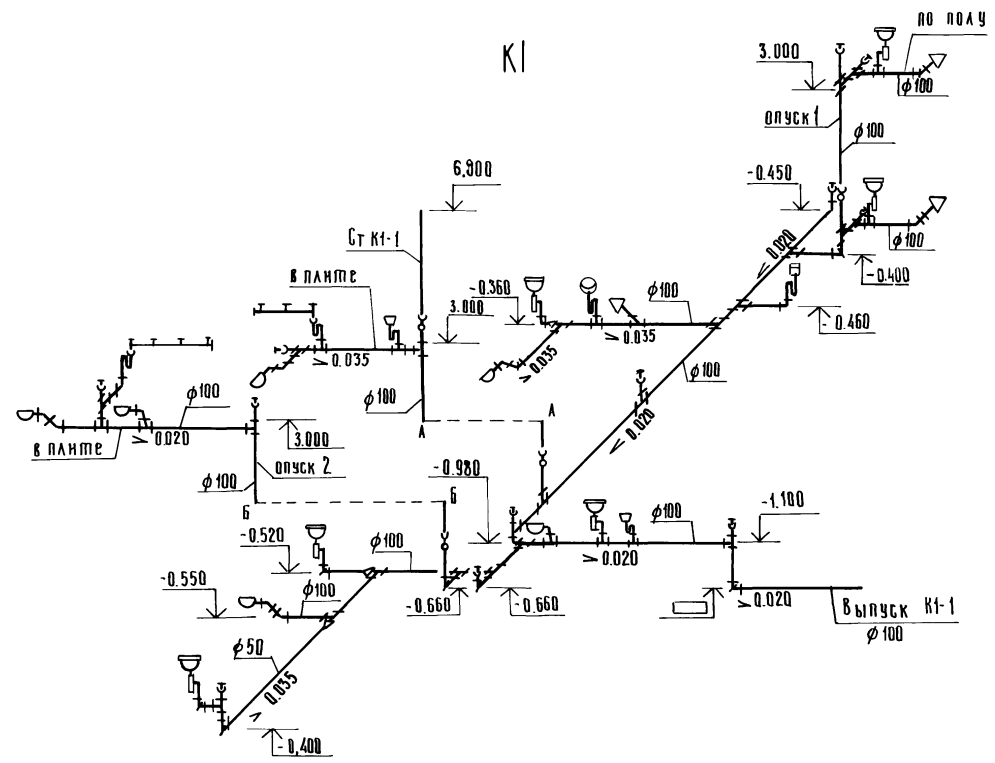 К1
ПО ПОЛУ
3.000
ф100
ОПУСК 1
ф100
-0.450
6,900
Ст К1-1
0.020
ф100
-0.400
В ПЛИТЕ
-0.360
ф100
3.000
-0.460
0.035
0.035
0.035
ф100
ф100
ф100
А
А
0.020
В ПЛИТЕ
0.020
3.000
ОПУСК 2
ф100
-0.980
Б
Б
ф100
-1.100
-0.520
ф100
0.020
-0.550
ф100
-0.660
-0.660
0.020
Выпуск К1-1
ф100
ф50
0.035
-0,400